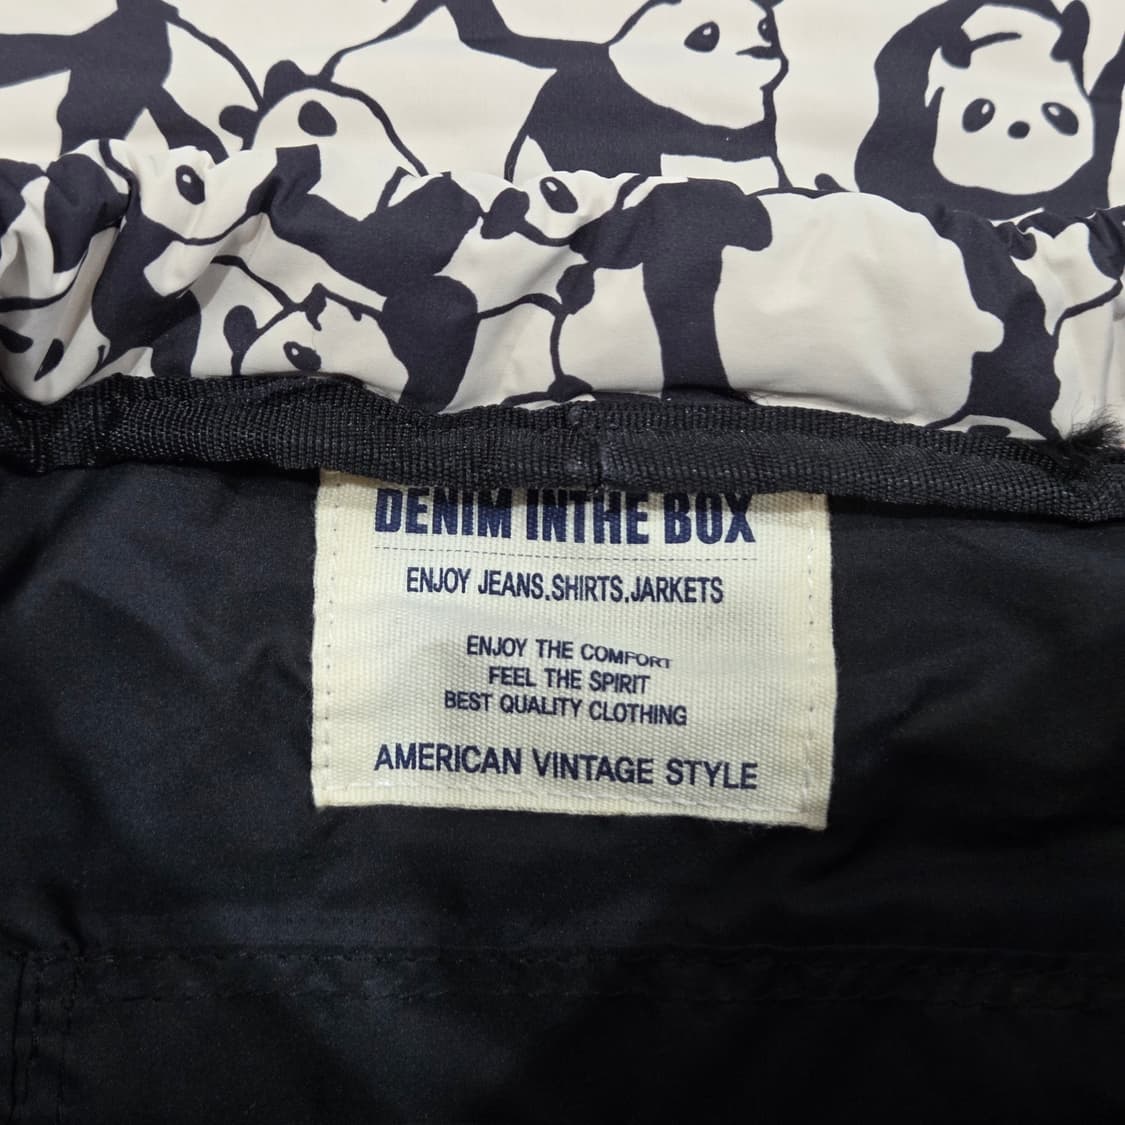 DENIM INTHE BOX
ENJOY JEANS.SHIRTS.JARKETS
ENJOY THE COMFORT
FEEL THE SPIRIT
BEST QUALITY CLOTHING
AMERICAN VINTAGE STYLE